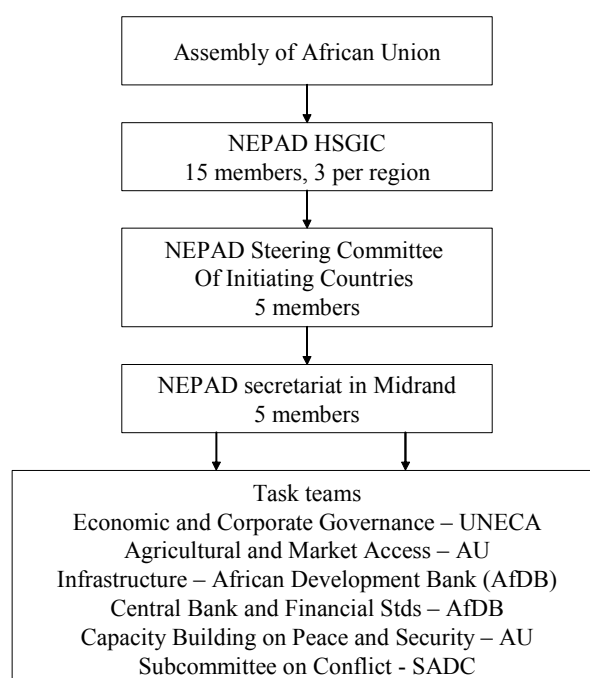 Assembly of African Union
NEPAD HSGIC
15 members, 3 per region
NEPAD Steering Committee
Of Initiating Countries
5 members
NEPAD secretariat in Midrand
5 members
Task teams
Economic and Corporate Governance – UNECA
Agricultural and Market Access – AU
Infrastructure – African Development Bank (AfDB)
Central Bank and Financial Stds – AfDB
Capacity Building on Peace and Security – AU
Subcommittee on Conflict - SADC